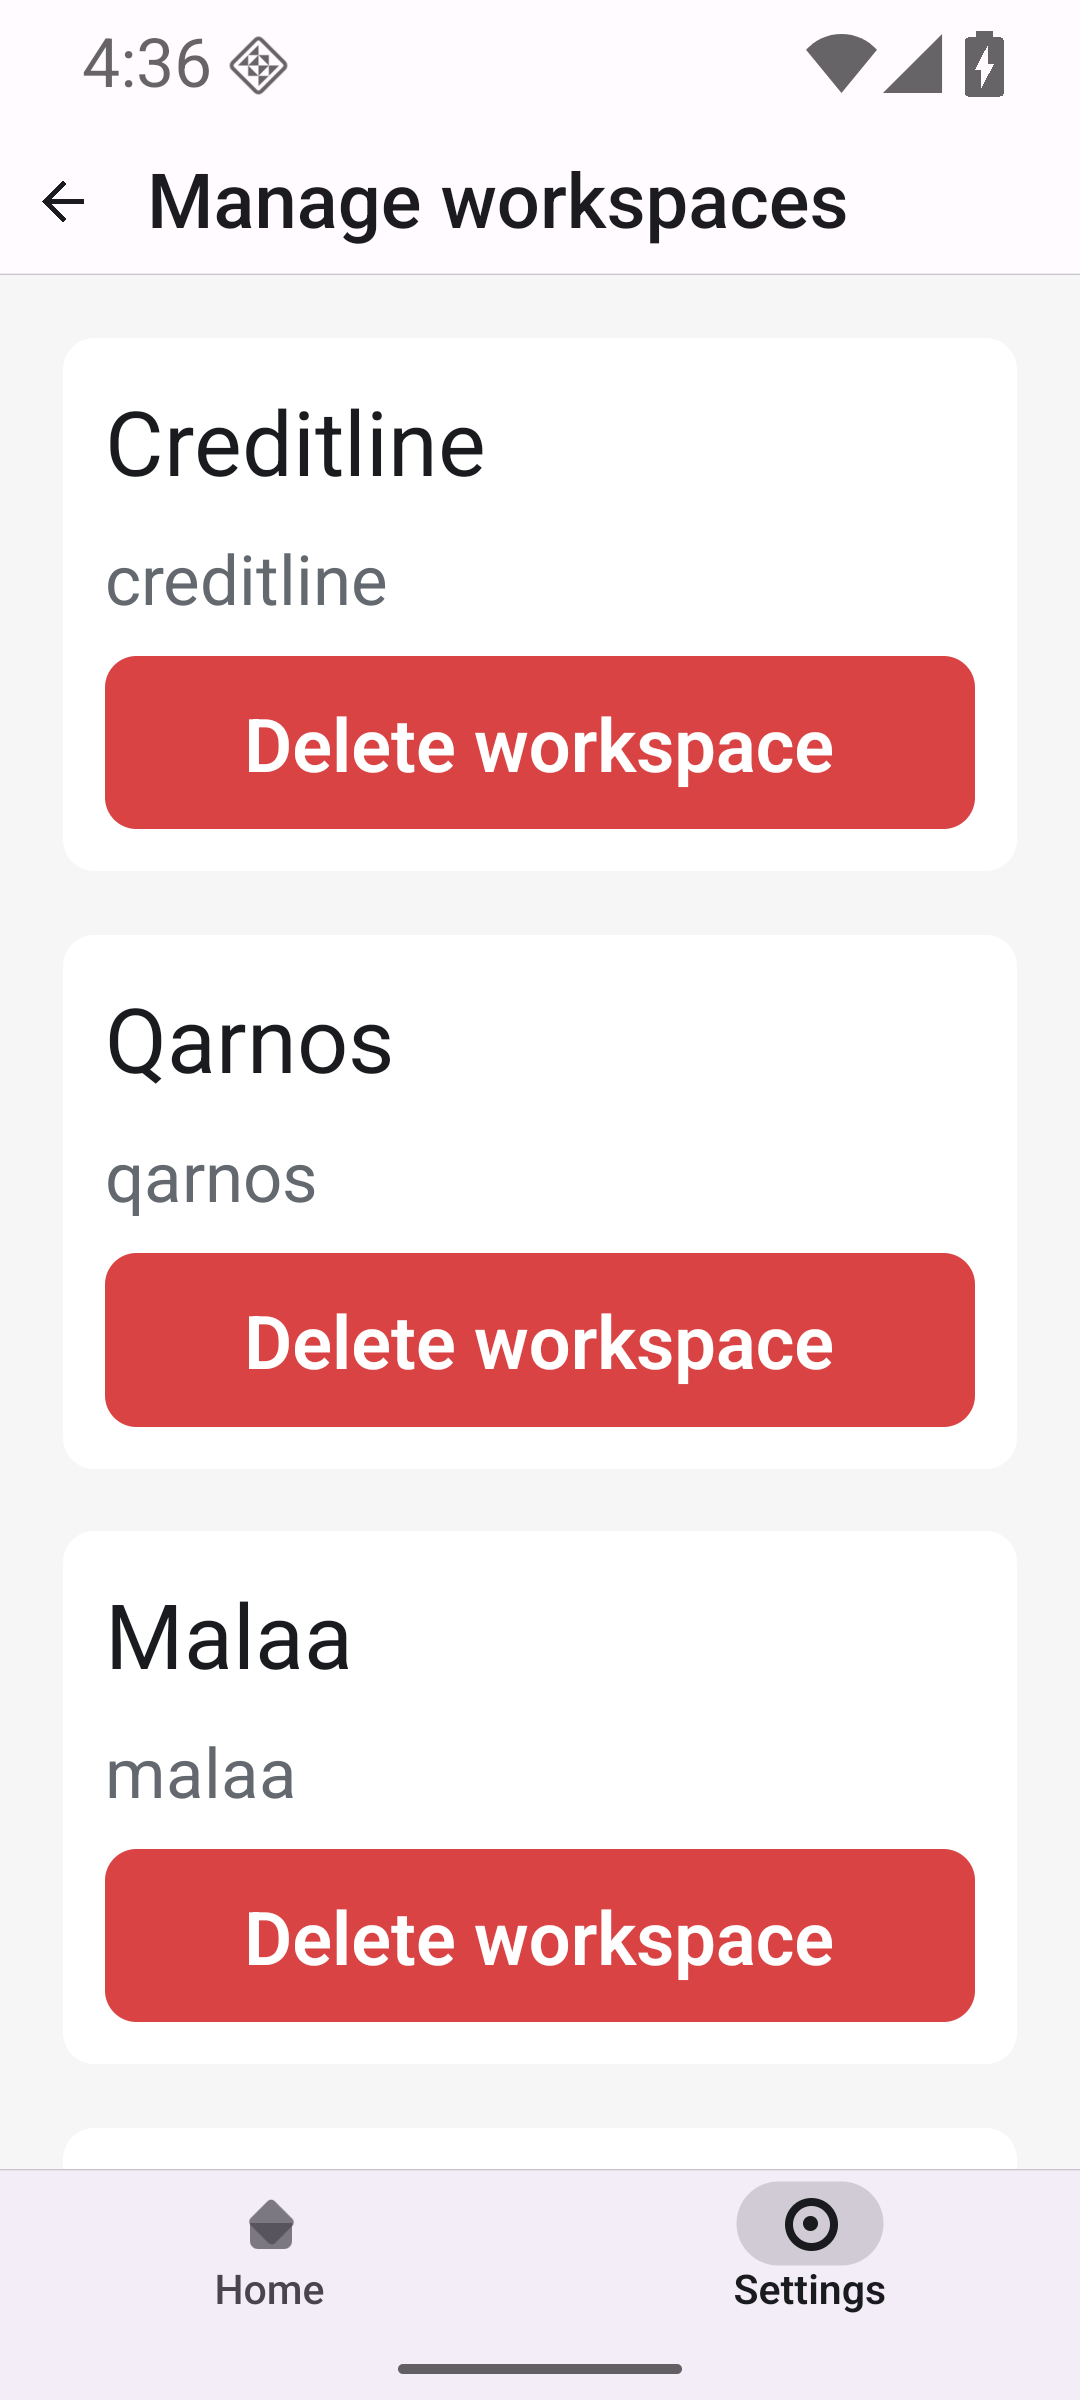 4:36
Manage workspaces
Creditline
creditline
Delete workspace
Qarnos
qarnos
Delete workspace
Malaa
malaa
Delete workspace
Home
Settings